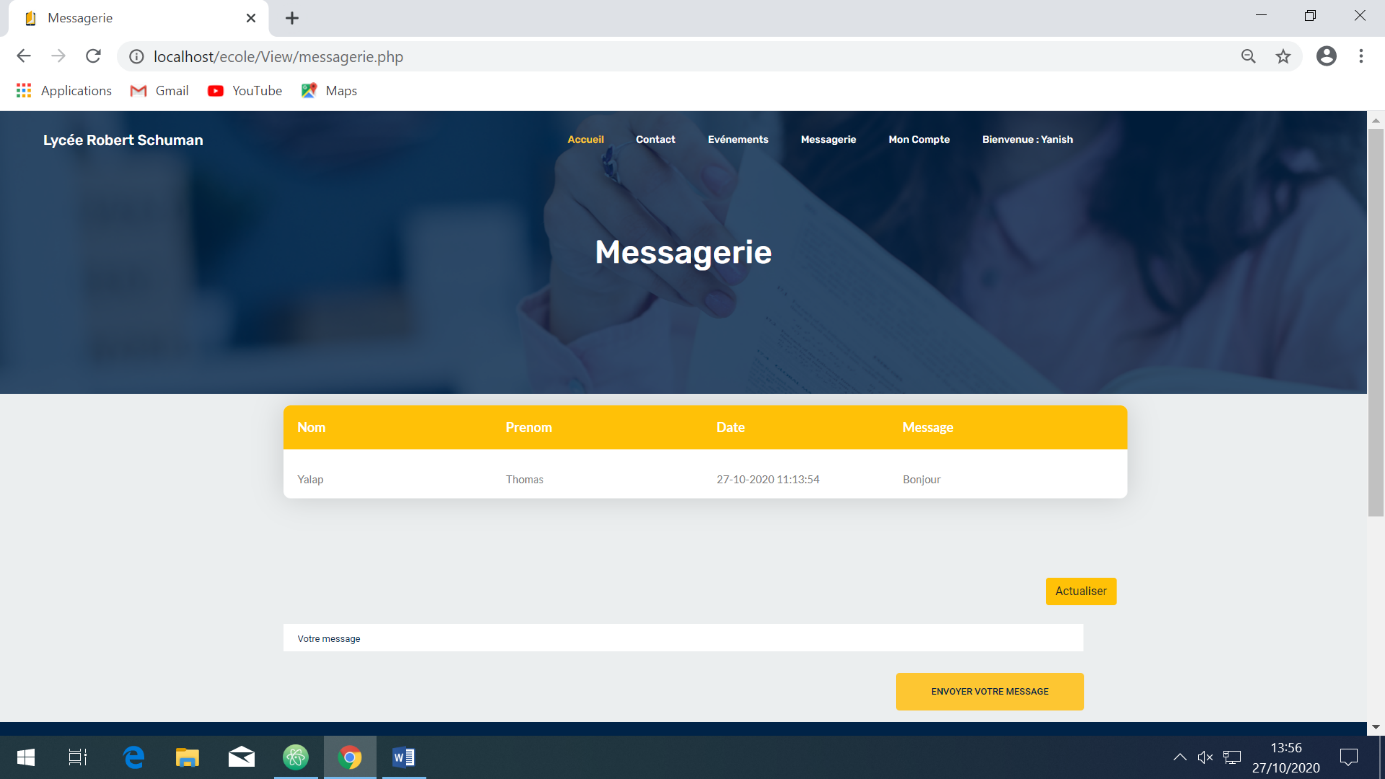 Messagerie
localhost/ecole/View/messagerie.php
Applications Gmail YouTube Maps
Lycée Robert Schuman Accueil Contact Evénements Messagerie Mon Compte Bienvenue : Yanish
Messagerie
Nom Prenom Date Message
Yalap Thomas 27-10-2020 11:13:54 Bonjour
Actualiser
Votre message
ENVOYER VOTRE MESSAGE
13:56
27/10/2020